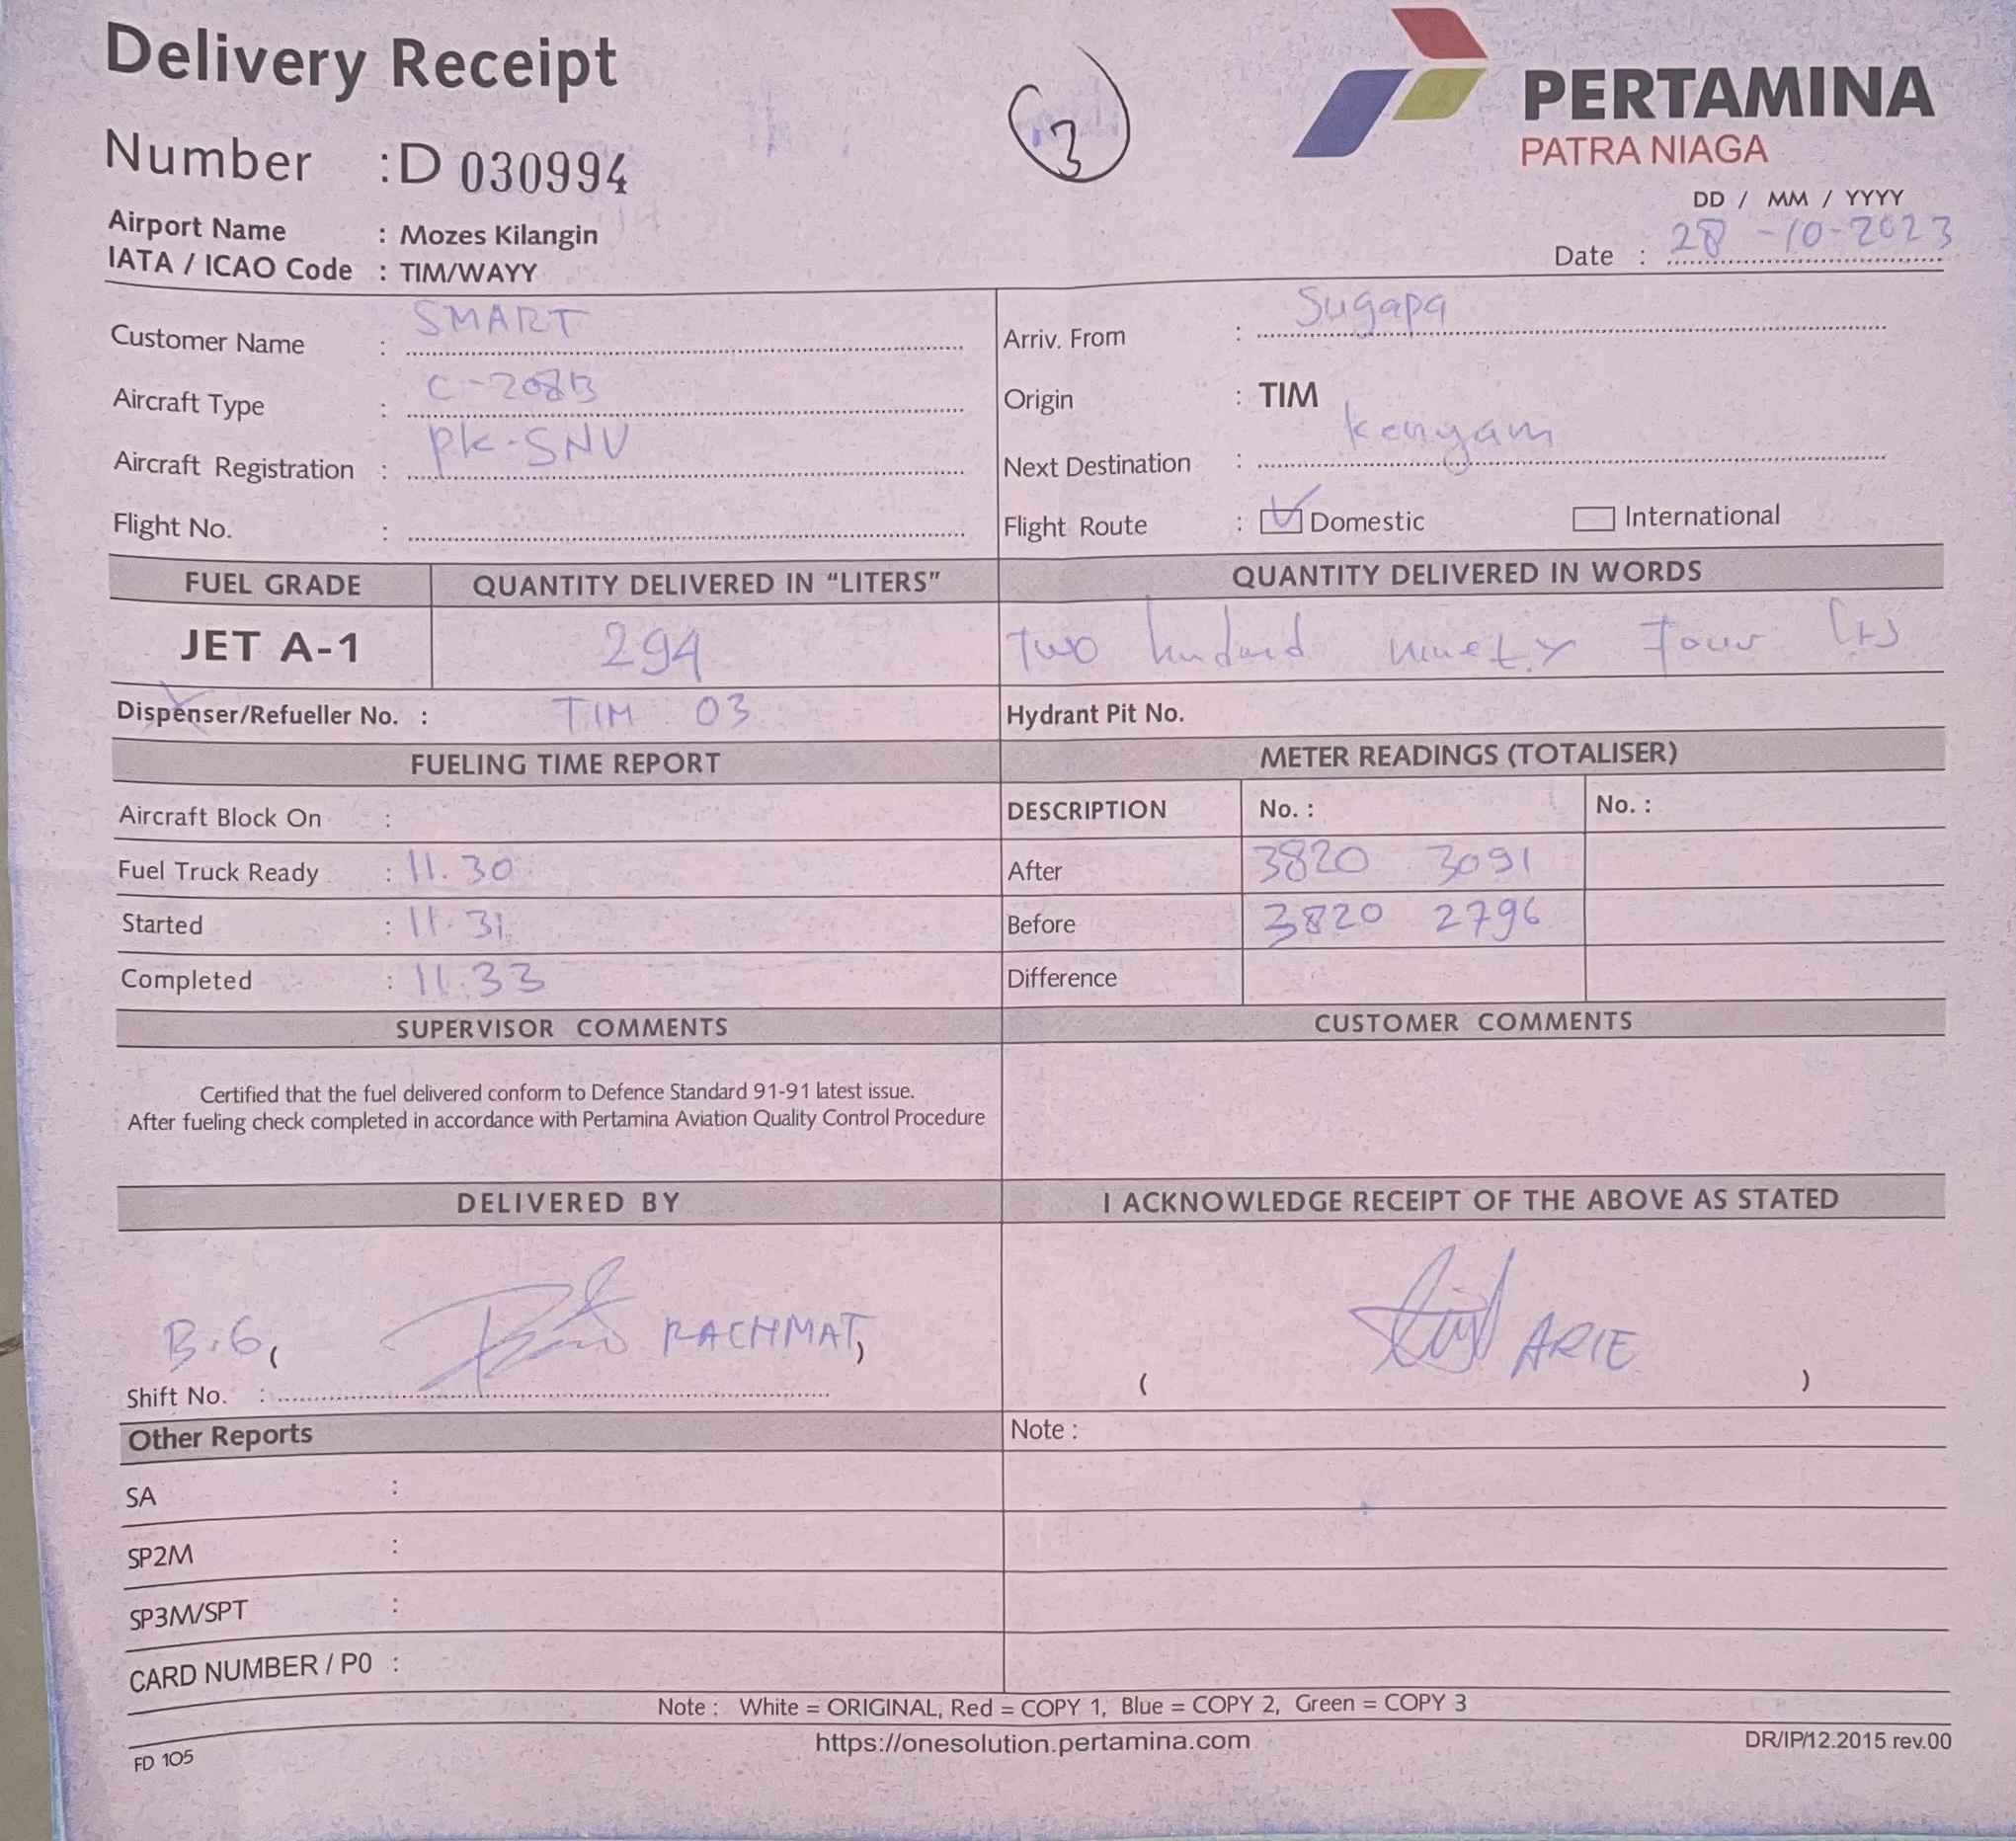 Delivery Receipt
3
PERTAMINA
PATRA NIAGA
Number : D 030994
DD / MM / YYYY
Date : 28 -10-2023
Airport Name : Mozes Kilangin
IATA / ICAO Code : TIM/WAYY
Customer Name : SMART
Arriv. From : Sugapa
Aircraft Type : C-208B
Origin : TIM
Aircraft Registration : PK-SNV
Next Destination : Kenyam
Flight No. :
Flight Route : Domestic International
FUEL GRADE QUANTITY DELIVERED IN “LITERS” QUANTITY DELIVERED IN WORDS
JET A-1 294 Two hundred ninety four Lts
Dispenser/Refueller No. : TIM 03 Hydrant Pit No.
FUELING TIME REPORT METER READINGS (TOTALISER)
Aircraft Block On : DESCRIPTION No. : No. :
Fuel Truck Ready : 11.30 After 3820 3091
Started : 11.31 Before 3820 2796
Completed : 11.33 Difference
SUPERVISOR COMMENTS CUSTOMER COMMENTS
Certified that the fuel delivered conform to Defence Standard 91-91 latest issue.
After fueling check completed in accordance with Pertamina Aviation Quality Control Procedure
DELIVERED BY I ACKNOWLEDGE RECEIPT OF THE ABOVE AS STATED
B.6, ( RACHMAT )
( ARIE )
Shift No. :
Other Reports Note :
SA :
SP2M :
SP3M/SPT :
CARD NUMBER / P0 :
Note : White = ORIGINAL, Red = COPY 1, Blue = COPY 2, Green = COPY 3
FD 105 https://onesolution.pertamina.com DR/IP/12.2015 rev.00